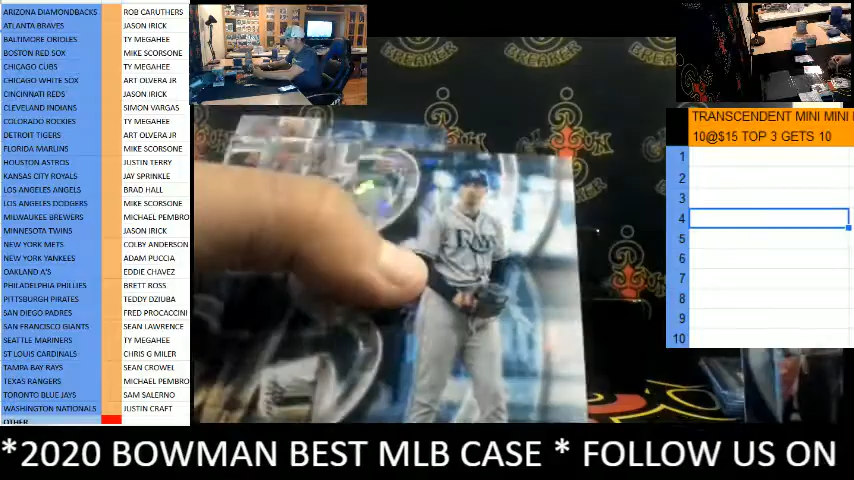 ARIZONA DIAMONDBACKS ROB CARUTHERS
ATLANTA BRAVES JASON IRICK
BALTIMORE ORIOLES TY MEGAHEE
BOSTON RED SOX MIKE SCORSONE
CHICAGO CUBS TY MEGAHEE
CHICAGO WHITE SOX ART OLVERA JR
CINCINNATI REDS JASON IRICK
CLEVELAND INDIANS SIMON VARGAS
COLORADO ROCKIES TY MEGAHEE
DETROIT TIGERS ART OLVERA JR
FLORIDA MARLINS MIKE SCORSONE
HOUSTON ASTROS JUSTIN TERRY
KANSAS CITY ROYALS JAY SPRINKLE
LOS ANGELES ANGELS BRAD HALL
LOS ANGELES DODGERS MIKE SCORSONE
MILWAUKEE BREWERS MICHAEL PEMBRO
MINNESOTA TWINS JASON IRICK
NEW YORK METS COLBY ANDERSON
NEW YORK YANKEES ADAM PUCCIA
OAKLAND A'S EDDIE CHAVEZ
PHILADELPHIA PHILLIES BRETT ROSS
PITTSBURGH PIRATES TEDDY DZIUBA
SAN DIEGO PADRES FRED PROCACCINI
SAN FRANCISCO GIANTS SEAN LAWRENCE
SEATTLE MARINERS TY MEGAHEE
ST LOUIS CARDINALS CHRIS G MILER
TAMPA BAY RAYS SEAN CROWEL
TEXAS RANGERS MICHAEL PEMBRO
TORONTO BLUE JAYS SAM SALERNO
WASHINGTON NATIONALS JUSTIN CRAFT
OTHER
BREAKER
BREAKER
BREAKER
TRANSCENDENT MINI MINI
10@$15 TOP 3 GETS 10
1
2
3
4
5
6
7
8
9
10
*2020 BOWMAN BEST MLB CASE * FOLLOW US ON